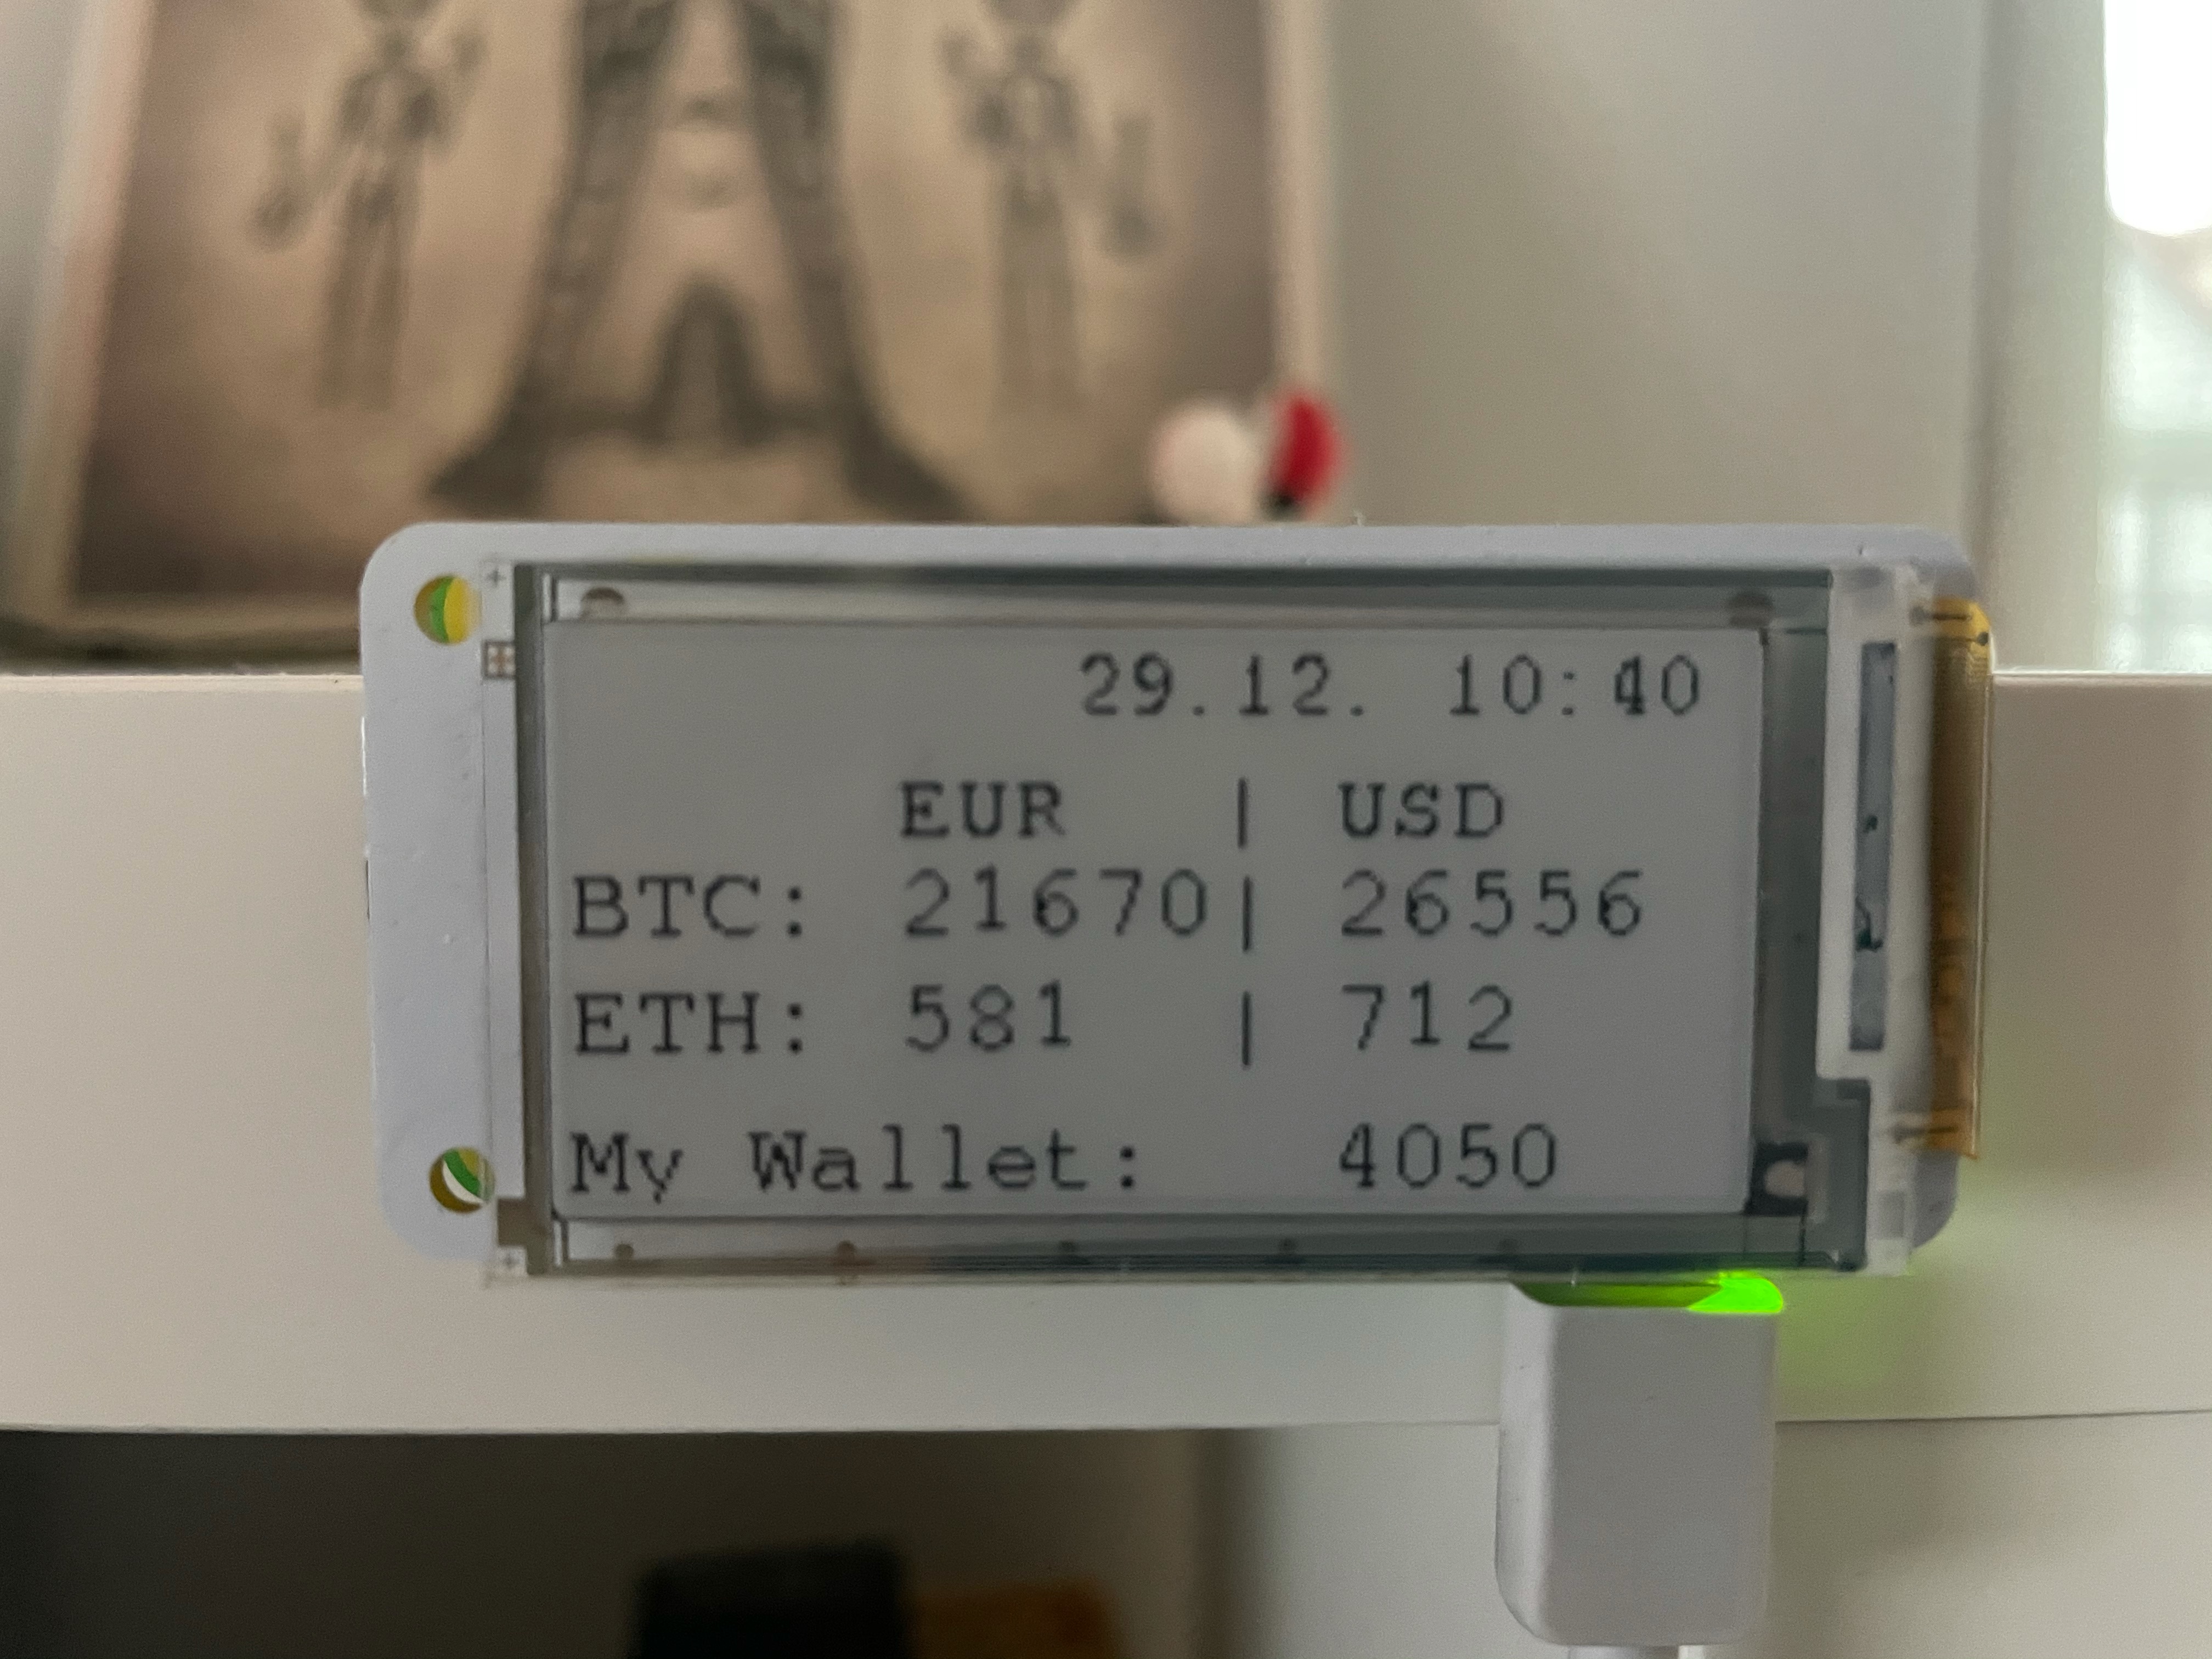 29.12. 10:40
EUR | USD
BTC: 21670| 26556
ETH: 581 | 712
My Wallet: 4050